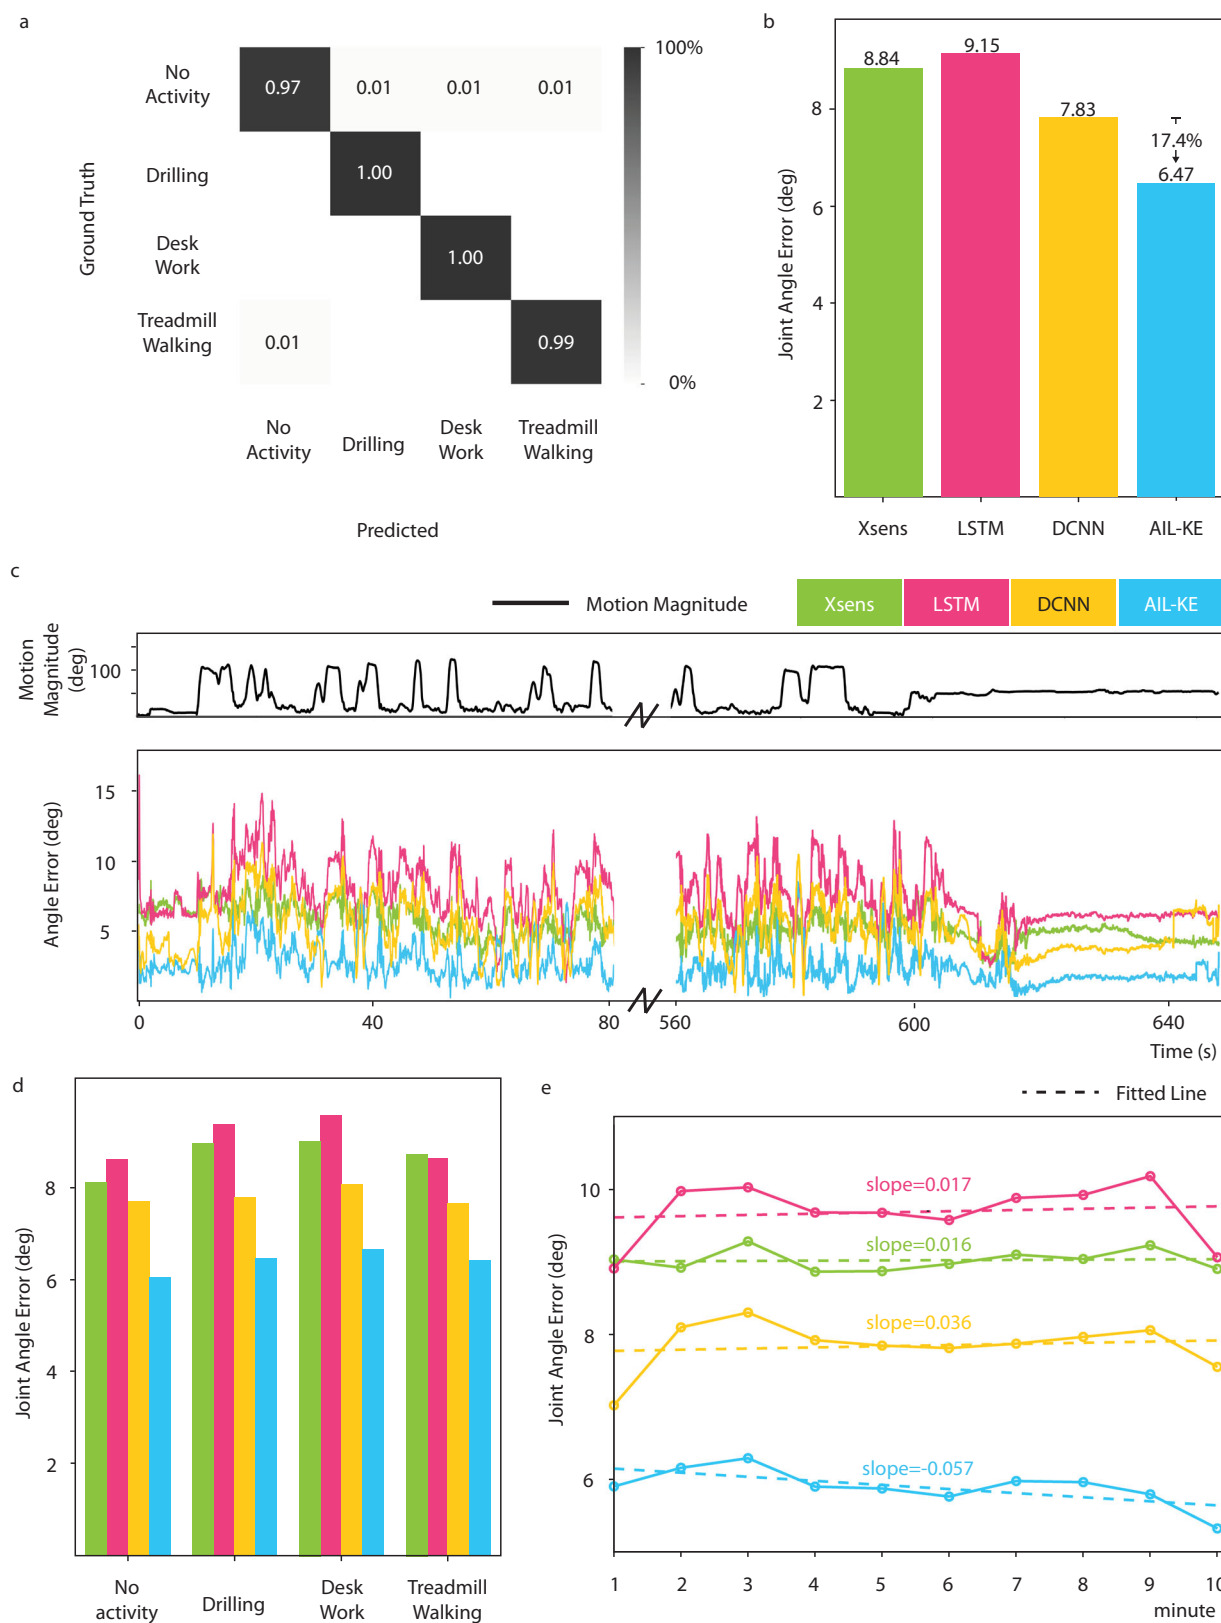 a
100%
No
Activity
0.97
0.01
0.01
0.01
Drilling
1.00
Desk
Work
1.00
Treadmill
Walking
0.01
0.99
0%
Ground Truth
No
Activity
Drilling
Desk
Work
Treadmill
Walking
Predicted
b
8.84
9.15
7.83
17.4%
6.47
8
6
4
2
Joint Angle Error (deg)
Xsens
LSTM
DCNN
AIL-KE
c
Motion Magnitude
Xsens
LSTM
DCNN
AIL-KE
Motion
Magnitude
(deg)
100
Angle Error (deg)
15
10
5
0
40
80
560
600
640
Time (s)
d
Joint Angle Error (deg)
8
6
4
2
No
activity
Drilling
Desk
Work
Treadmill
Walking
e
Fitted Line
Joint Angle Error (deg)
10
8
6
slope=0.017
slope=0.016
slope=0.036
slope=-0.057
1
2
3
4
5
6
7
8
9
10
minute